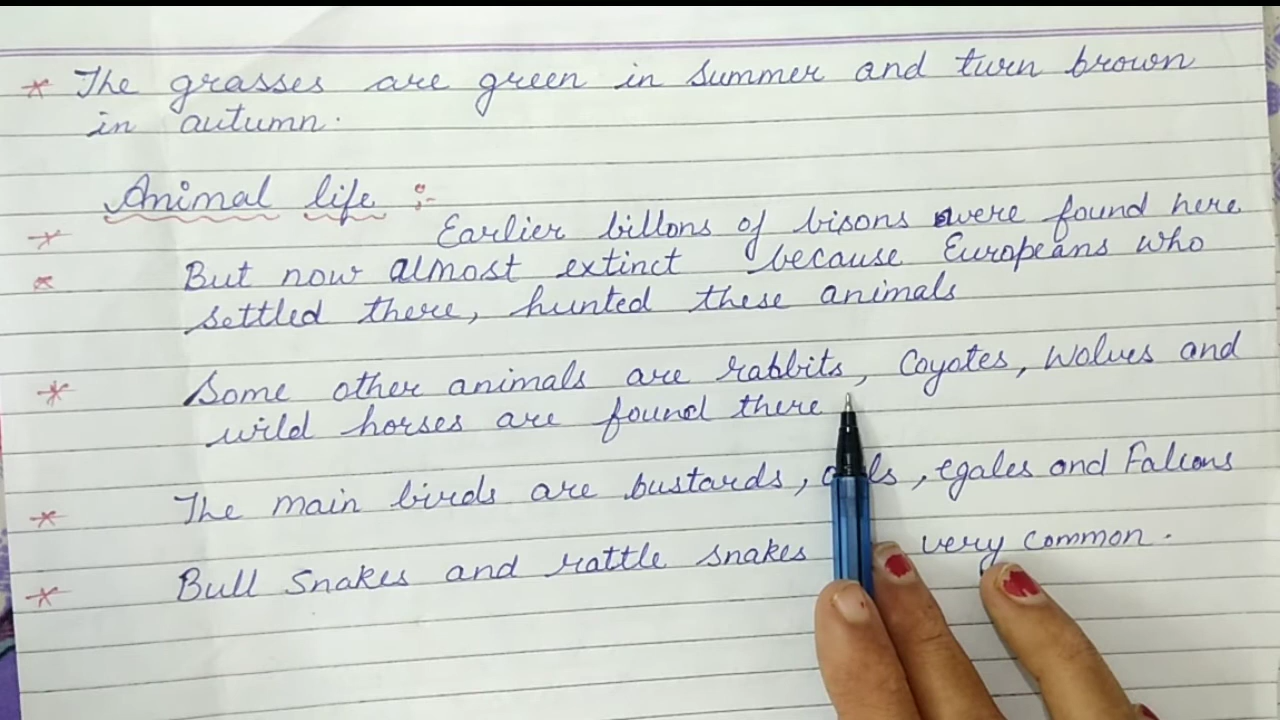 * The grasses are green in summer and turn brown
in autumn.
Animal life :-
* Earlier billons of bisons were found here
* But now almost extinct because Europeans who
settled there, hunted these animals
* Some other animals are rabbits, Coyotes, Wolves and
wild horses are found there
* The main birds are bustards, , egales and Falcons
* Bull Snakes and rattle snakes very common.